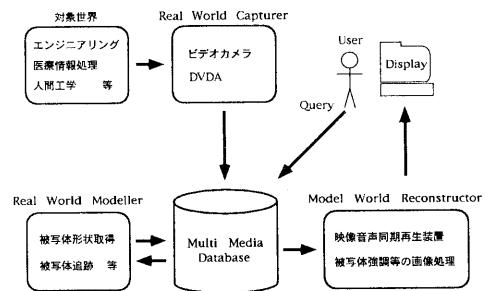 対象世界
エンジニアリング
医療情報処理
人間工学 等
Real World Capturer
ビデオカメラ
DVDA
User
Display
Query
Real World Modeller
被写体形状取得
被写体追跡 等
Multi Media
Database
Model World Reconstructor
映像音声同期再生装置
被写体強調等の画像処理